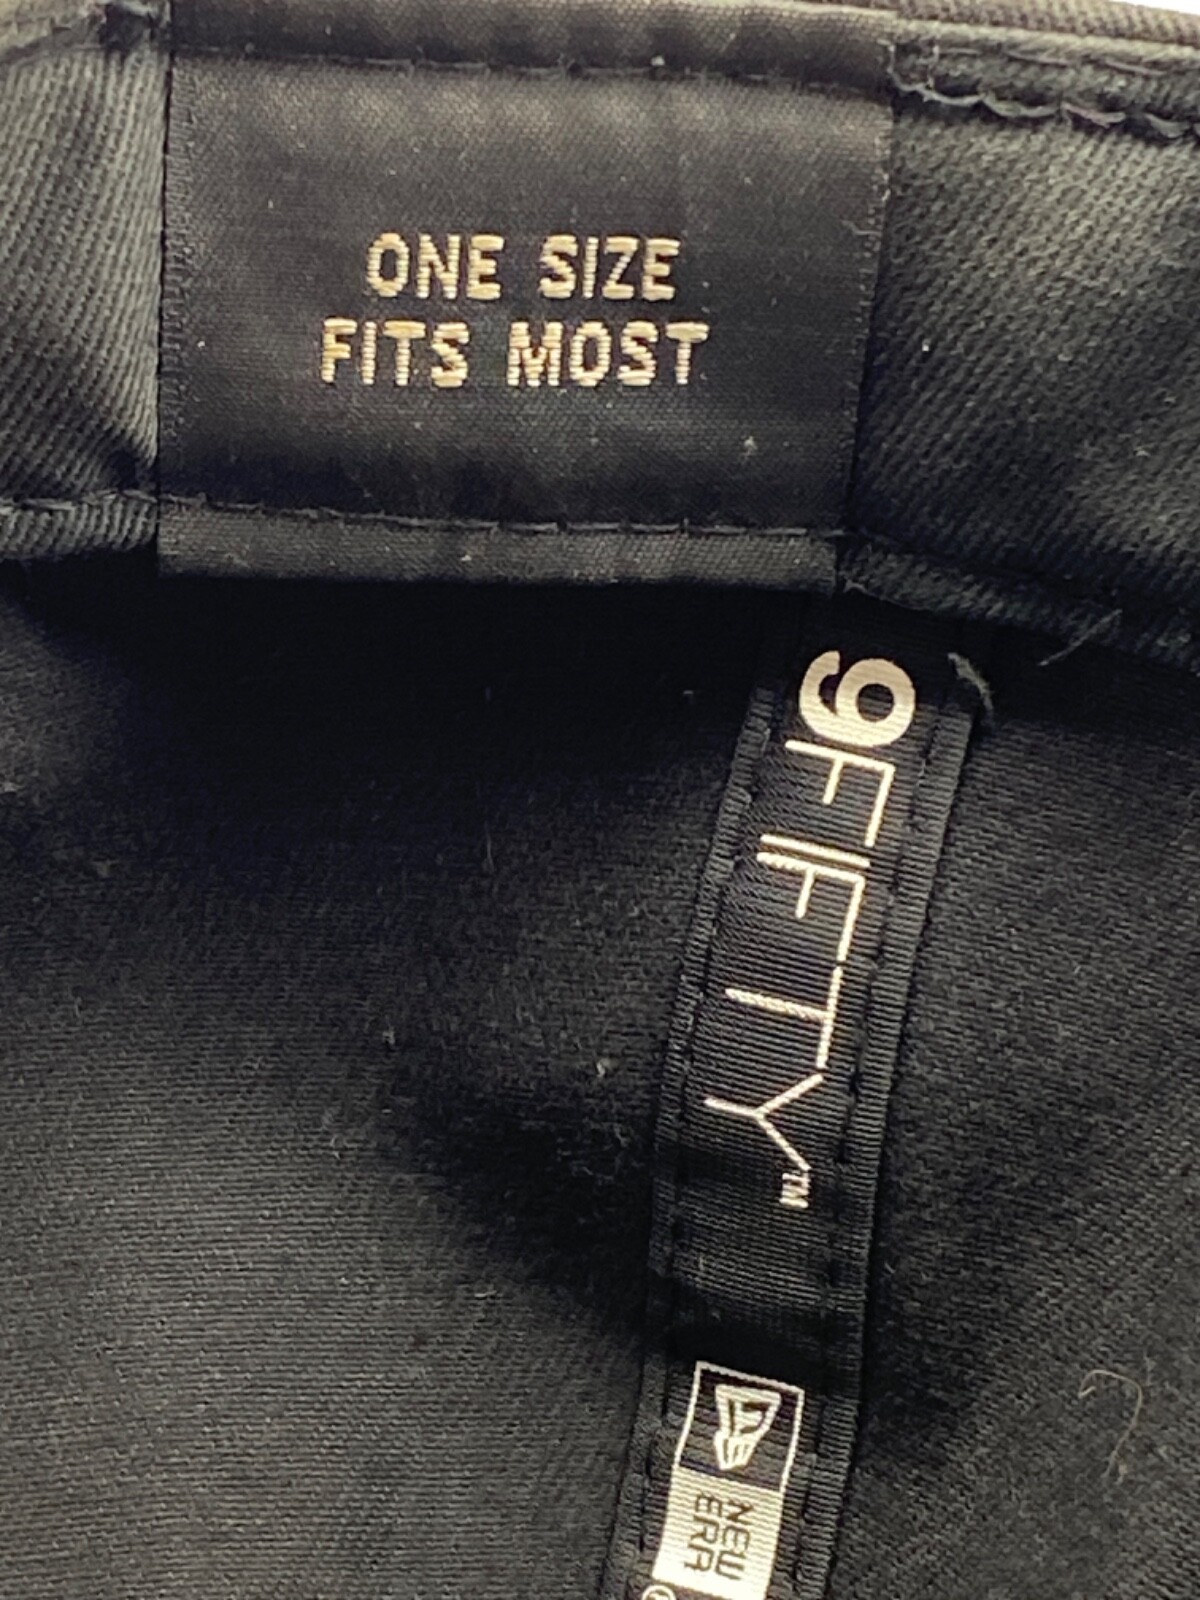 ONE SIZE
FITS MOST
9FIFTY™
NEW
ERA
®